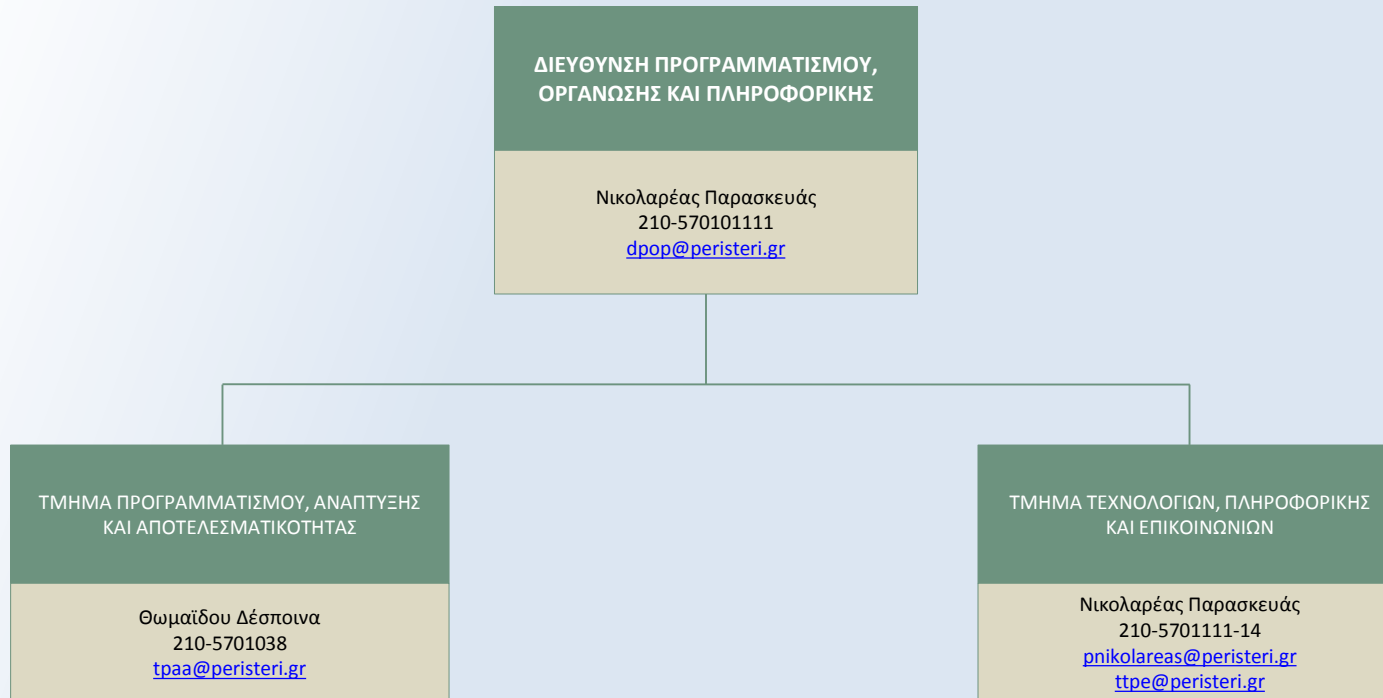 ΔΙΕΥΘΥΝΣΗ ΠΡΟΓΡΑΜΜΑΤΙΣΜΟΥ,
ΟΡΓΑΝΩΣΗΣ ΚΑΙ ΠΛΗΡΟΦΟΡΙΚΗΣ
Νικολαρέας Παρασκευάς
210-570101111
dpop@peristeri.gr
ΤΜΗΜΑ ΠΡΟΓΡΑΜΜΑΤΙΣΜΟΥ, ΑΝΑΠΤΥΞΗΣ
ΚΑΙ ΑΠΟΤΕΛΕΣΜΑΤΙΚΟΤΗΤΑΣ
Θωμαϊδου Δέσποινα
210-5701038
tpaa@peristeri.gr
ΤΜΗΜΑ ΤΕΧΝΟΛΟΓΙΩΝ, ΠΛΗΡΟΦΟΡΙΚΗΣ
ΚΑΙ ΕΠΙΚΟΙΝΩΝΙΩΝ
Νικολαρέας Παρασκευάς
210-5701111-14
pnikolareas@peristeri.gr
ttpe@peristeri.gr